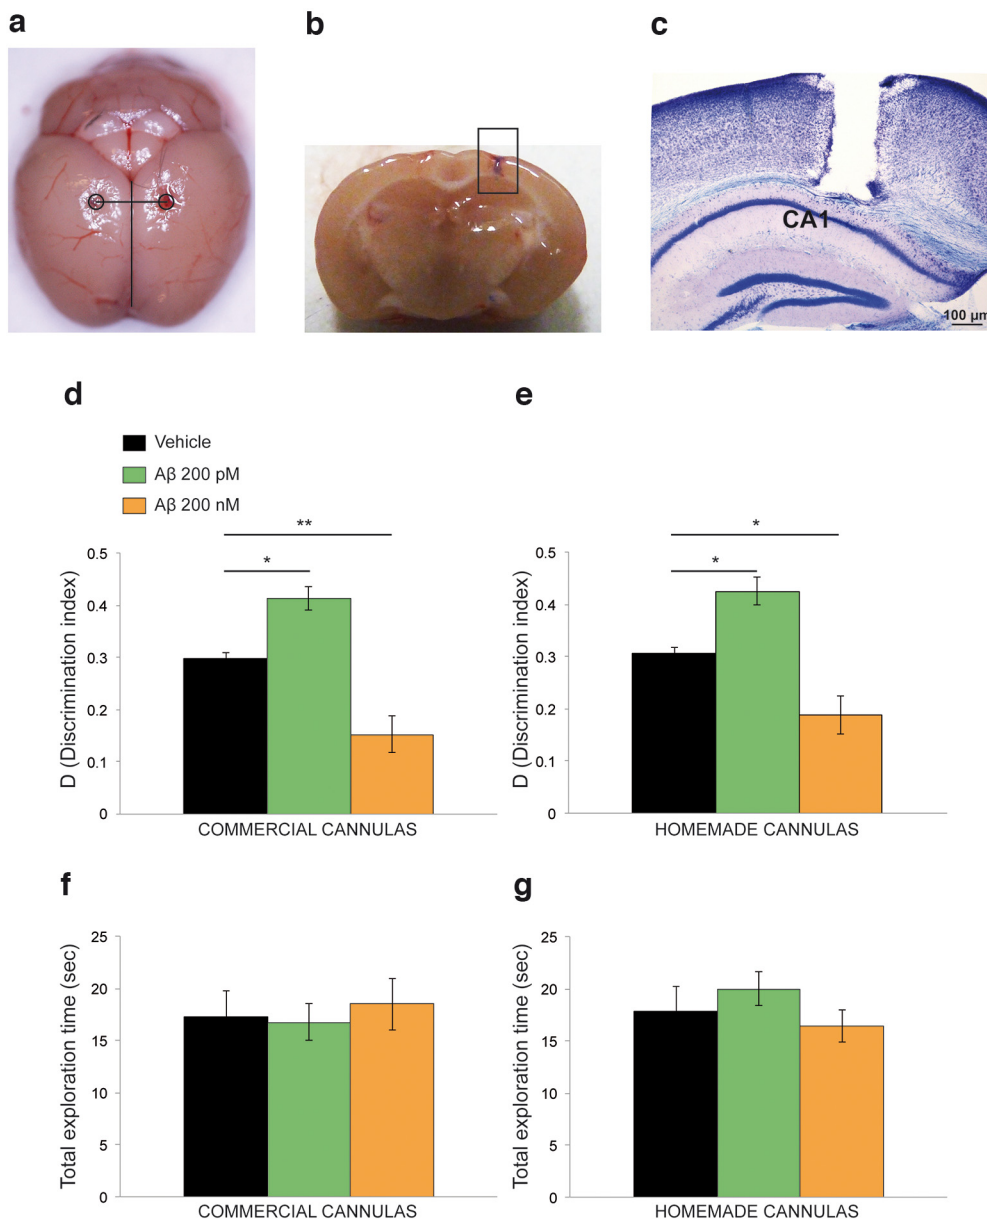 a
b
c
CA1
100 µm
d
e
Vehicle
Aβ 200 pM
Aβ 200 nM
**
*
0.5
0.4
0.3
0.2
0.1
0
D (Discrimination index)
COMMERCIAL CANNULAS
*
*
0.5
0.4
0.3
0.2
0.1
0
D (Discrimination index)
HOMEMADE CANNULAS
f
g
25
20
15
10
5
0
Total exploration time (sec)
COMMERCIAL CANNULAS
25
20
15
10
5
0
Total exploration time (sec)
HOMEMADE CANNULAS